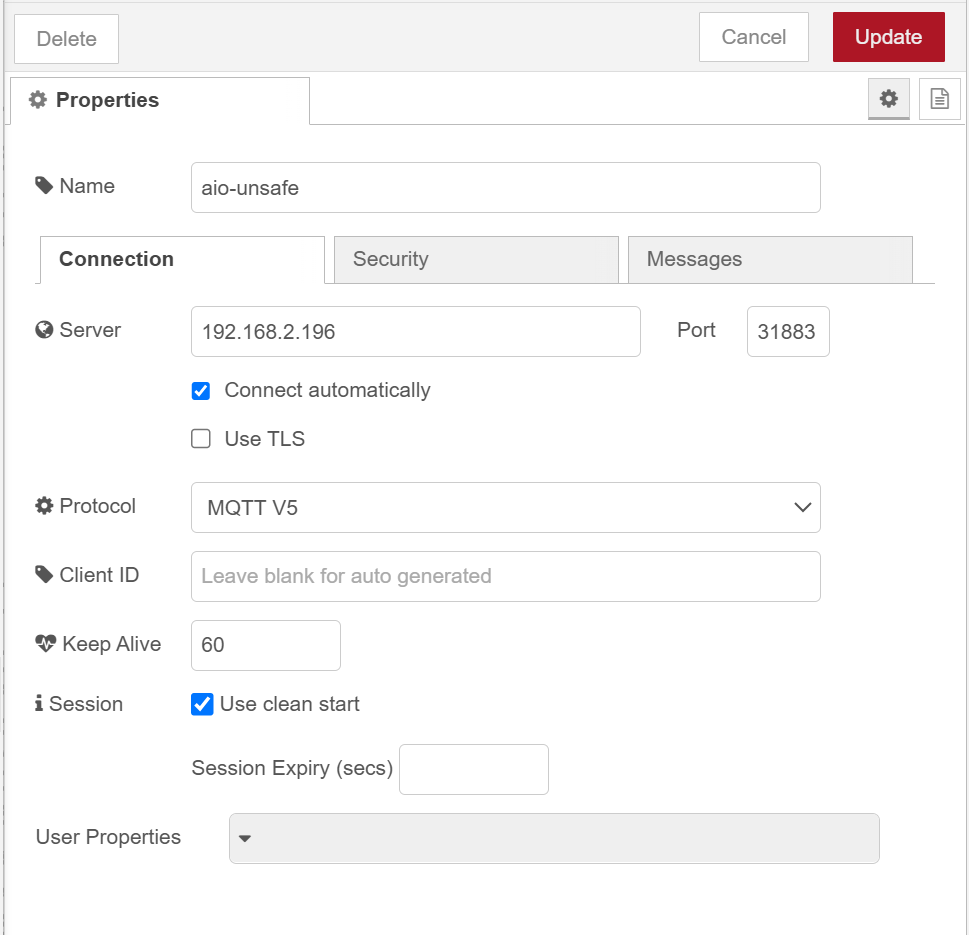 Delete
Cancel
Update
Properties
Name
aio-unsafe
Connection
Security
Messages
Server
192.168.2.196
Port
31883
Connect automatically
Use TLS
Protocol
MQTT V5
Client ID
Leave blank for auto generated
Keep Alive
60
Session
Use clean start
Session Expiry (secs)
User Properties